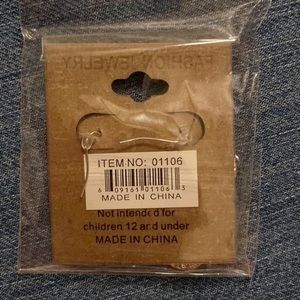 FASHION JEWELRY
ITEM NO: 01106
6 09161 01106 3
MADE IN CHINA
Not intended for
children 12 and under
MADE IN CHINA